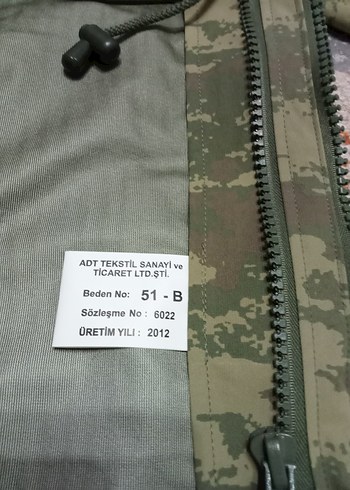 ADT TEKSTİL SANAYİ ve
TİCARET LTD.ŞTİ.
Beden No: 51 - B
Sözleşme No : 6022
ÜRETİM YILI : 2012